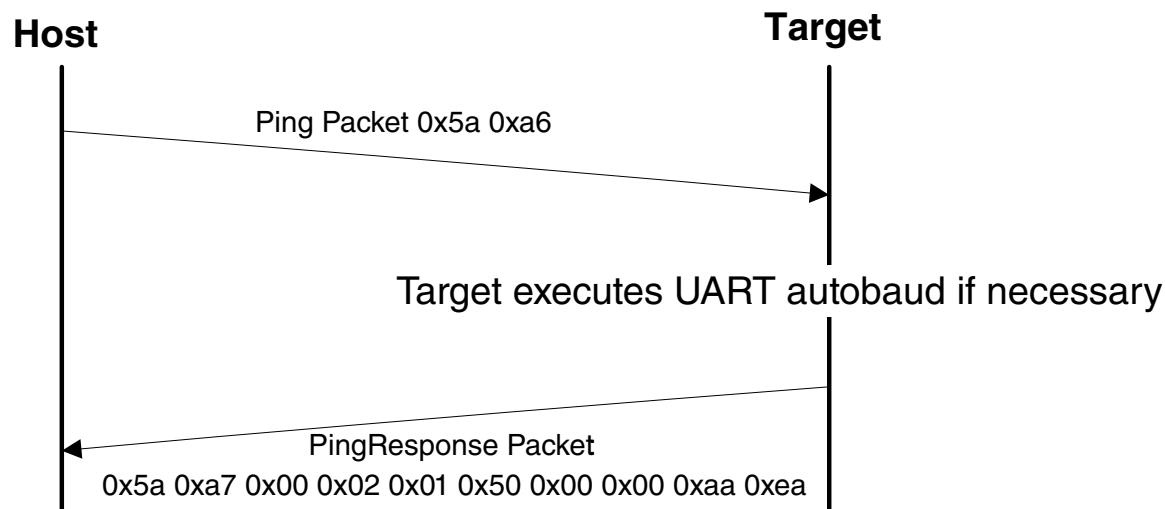 Host
Target
Ping Packet 0x5a 0xa6
Target executes UART autobaud if necessary
PingResponse Packet
0x5a 0xa7 0x00 0x02 0x01 0x50 0x00 0x00 0xaa 0xea